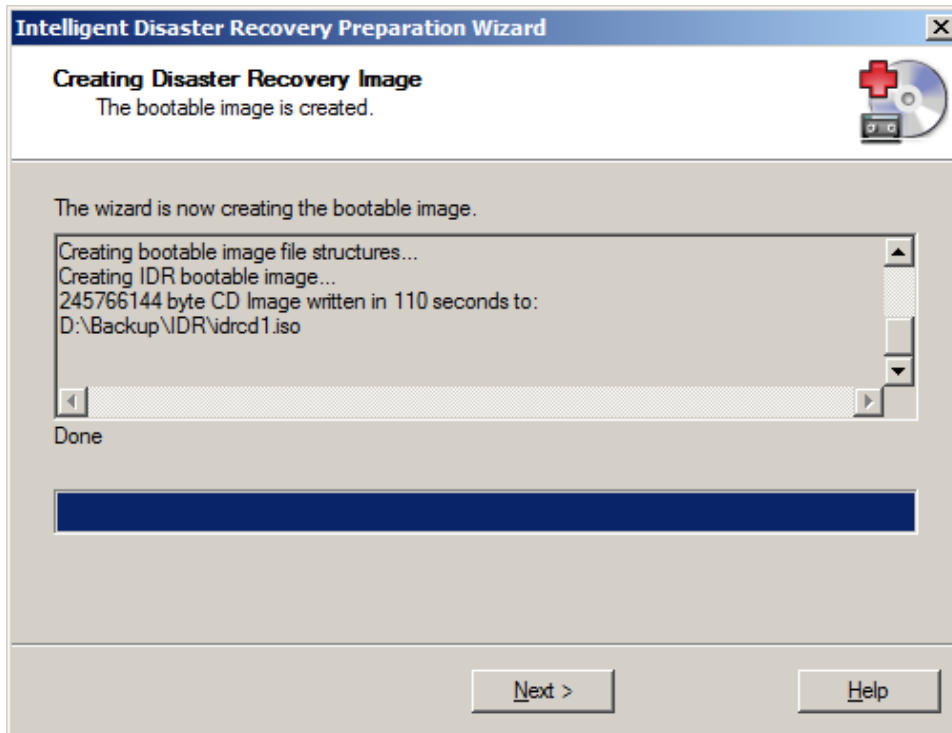 Intelligent Disaster Recovery Preparation Wizard
Creating Disaster Recovery Image
The bootable image is created.
The wizard is now creating the bootable image.
Creating bootable image file structures...
Creating IDR bootable image...
245766144 byte CD Image written in 110 seconds to:
D:\Backup\IDR\idrcd1.iso
Done
Next >
Help